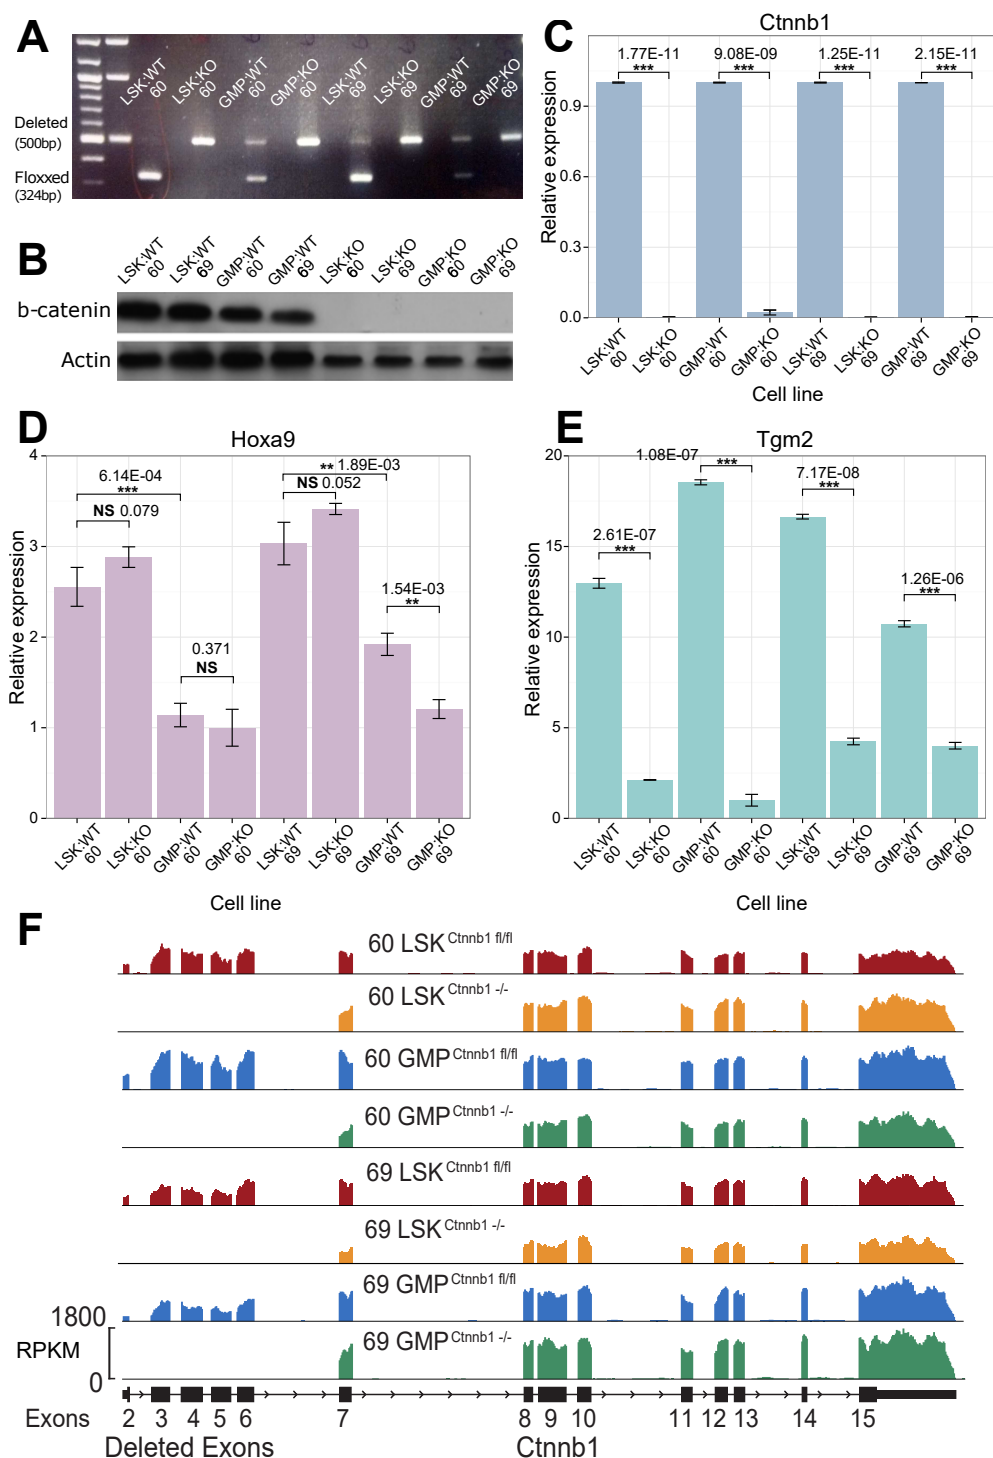 A
LSK:WT 60
LSK:KO 60
GMP:WT 60
GMP:KO 60
LSK:WT 69
LSK:KO 69
GMP:WT 69
GMP:KO 69
Deleted
(500bp)
Floxxed
(324bp)
B
LSK:WT 60
LSK:WT 69
GMP:WT 60
GMP:WT 69
LSK:KO 60
LSK:KO 69
GMP:KO 60
GMP:KO 69
b-catenin
Actin
C
Ctnnb1
1.77E-11
9.08E-09
1.25E-11
2.15E-11
*** *** *** ***
Relative expression
0.9
0.6
0.3
0.0
LSK:WT 60
LSK:KO 60
GMP:WT 60
GMP:KO 60
LSK:WT 69
LSK:KO 69
GMP:WT 69
GMP:KO 69
Cell line
D
Hoxa9
Relative expression
4
3
2
1
0
6.14E-04
***
NS 0.079
0.371
NS
** 1.89E-03
NS 0.052
1.54E-03
**
LSK:WT 60
LSK:KO 60
GMP:WT 60
GMP:KO 60
LSK:WT 69
LSK:KO 69
GMP:WT 69
GMP:KO 69
Cell line
E
Tgm2
Relative expression
20
15
10
5
0
2.61E-07
***
1.08E-07
***
7.17E-08
***
1.26E-06
***
LSK:WT 60
LSK:KO 60
GMP:WT 60
GMP:KO 60
LSK:WT 69
LSK:KO 69
GMP:WT 69
GMP:KO 69
Cell line
F
60 LSK Ctnnb1 fl/fl
60 LSK Ctnnb1 -/-
60 GMP Ctnnb1 fl/fl
60 GMP Ctnnb1 -/-
69 LSK Ctnnb1 fl/fl
69 LSK Ctnnb1 -/-
69 GMP Ctnnb1 fl/fl
69 GMP Ctnnb1 -/-
1800
RPKM
0
Exons 2 3 4 5 6 7 8 9 10 11 12 13 14 15
Deleted Exons Ctnnb1